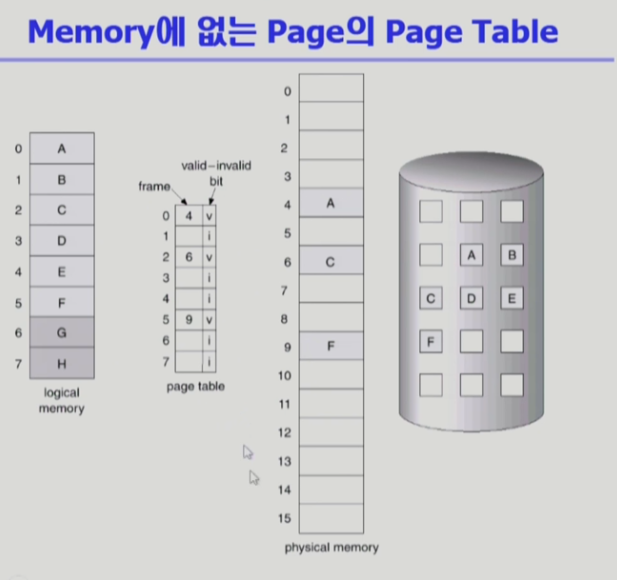 Memory에 없는 Page의 Page Table
0 A
1 B
2 C
3 D
4 E
5 F
6 G
7 H
logical
memory
valid–invalid
bit
frame
0 4 v
1 i
2 6 v
3 i
4 i
5 9 v
6 i
7 i
page table
0
1
2
3
4 A
5
6 C
7
8
9 F
10
11
12
13
14
15
physical memory
A B
C D E
F